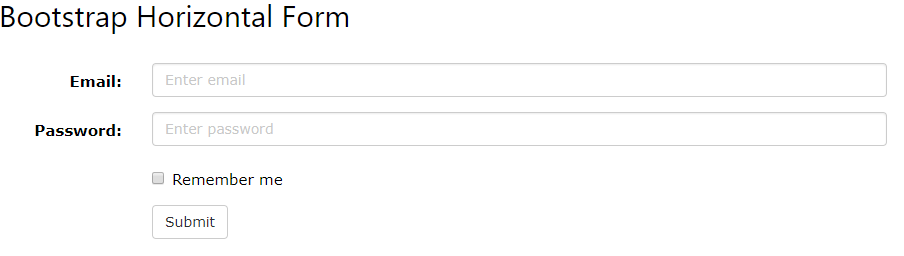 Bootstrap Horizontal Form
Email: Enter email
Password: Enter password
Remember me
Submit